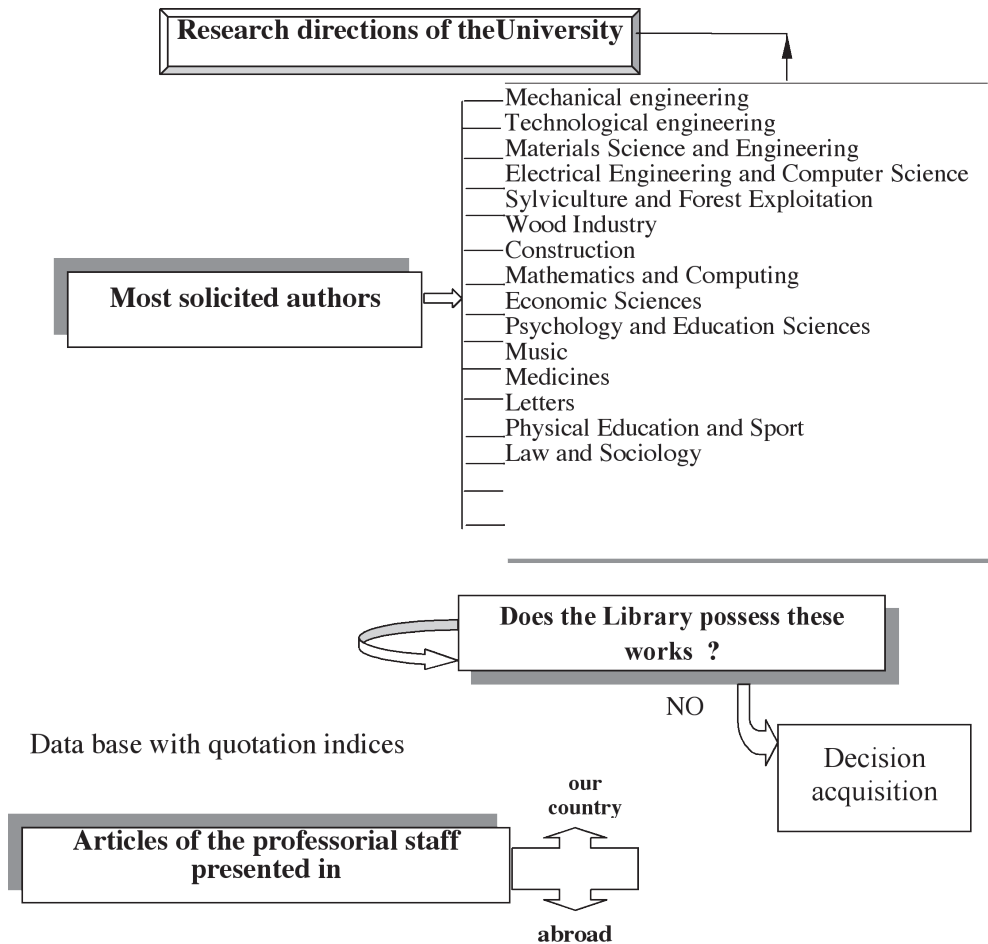 Research directions of theUniversity
Mechanical engineering
Technological engineering
Materials Science and Engineering
Electrical Engineering and Computer Science
Sylviculture and Forest Exploitation
Wood Industry
Construction
Mathematics and Computing
Economic Sciences
Psychology and Education Sciences
Music
Medicines
Letters
Physical Education and Sport
Law and Sociology
Most solicited authors
Does the Library possess these
works ?
NO
Decision
acquisition
Data base with quotation indices
our
country
Articles of the professorial staff
presented in
abroad